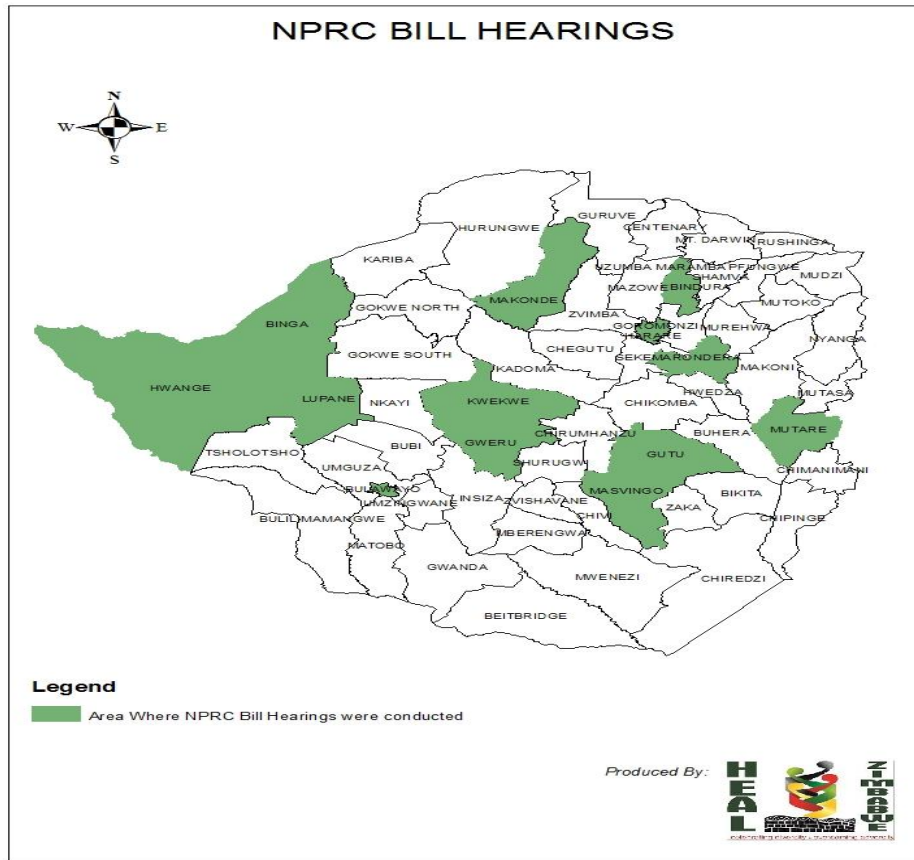 NPRC BILL HEARINGS
N
W E
S
GURUVE
HURUNGWE CENTENARY
MT. DARWIN RUSHINGA
KARIBA
UZUMBA MARAMBA PFUNGWE
SHAMVA MUDZI
MAKONDE MAZOWE BINDURA
GOKWE NORTH MUTOKO
BINGA ZVIMBA
GOROMONZI MUREHWA
HARARE NYANGA
GOKWE SOUTH CHEGUTU
SEKE MARONDERA
KADOMA MAKONI
HWANGE
HWEDZA MUTASA
LUPANE NKAYI KWEKWE CHIKOMBA
MUTARE
GWERU CHIRUMHANZU BUHERA
BUBI
TSHOLOTSHO GUTU
UMGUZA SHURUGWI CHIMANIMANI
BULAWAYO MASVINGO BIKITA
UMZINGWANE INSIZA ZVISHAVANE
ZAKA
BULILIMAMANGWE CHIVI CHIPINGE
MBERENGWA
MATOBO
GWANDA MWENEZI CHIREDZI
BEITBRIDGE
Legend
Area Where NPRC Bill Hearings were conducted
Produced By:
HEAL
ZIMBABWE